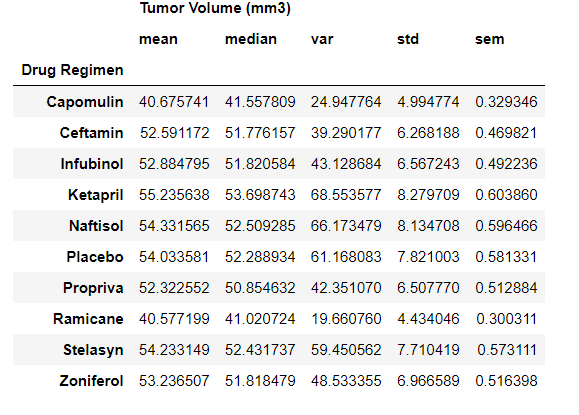 Tumor Volume (mm3)
mean median var std sem
Drug Regimen
Capomulin 40.675741 41.557809 24.947764 4.994774 0.329346
Ceftamin 52.591172 51.776157 39.290177 6.268188 0.469821
Infubinol 52.884795 51.820584 43.128684 6.567243 0.492236
Ketapril 55.235638 53.698743 68.553577 8.279709 0.603860
Naftisol 54.331565 52.509285 66.173479 8.134708 0.596466
Placebo 54.033581 52.288934 61.168083 7.821003 0.581331
Propriva 52.322552 50.854632 42.351070 6.507770 0.512884
Ramicane 40.577199 41.020724 19.660760 4.434046 0.300311
Stelasyn 54.233149 52.431737 59.450562 7.710419 0.573111
Zoniferol 53.236507 51.818479 48.533355 6.966589 0.516398